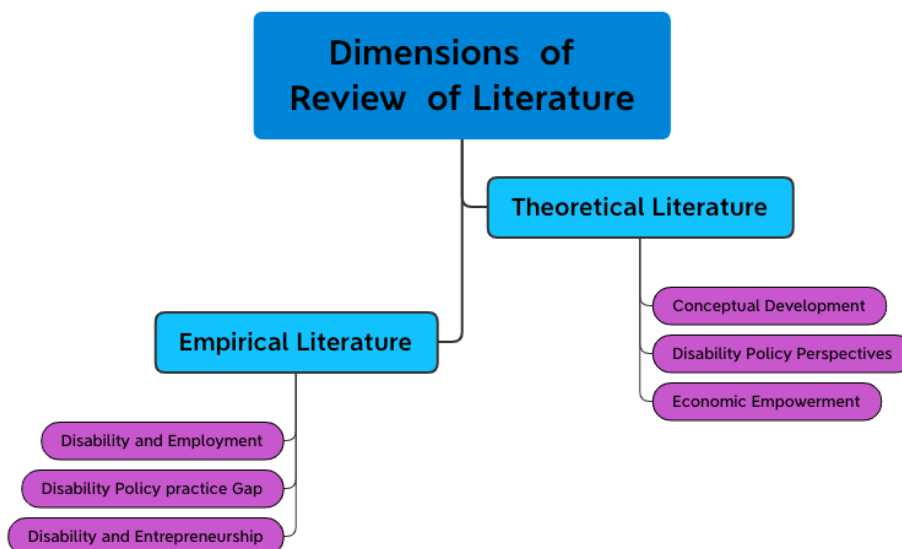 Dimensions of
Review of Literature
Theoretical Literature
Conceptual Development
Disability Policy Perspectives
Economic Empowerment
Empirical Literature
Disability and Employment
Disability Policy practice Gap
Disability and Entrepreneurship